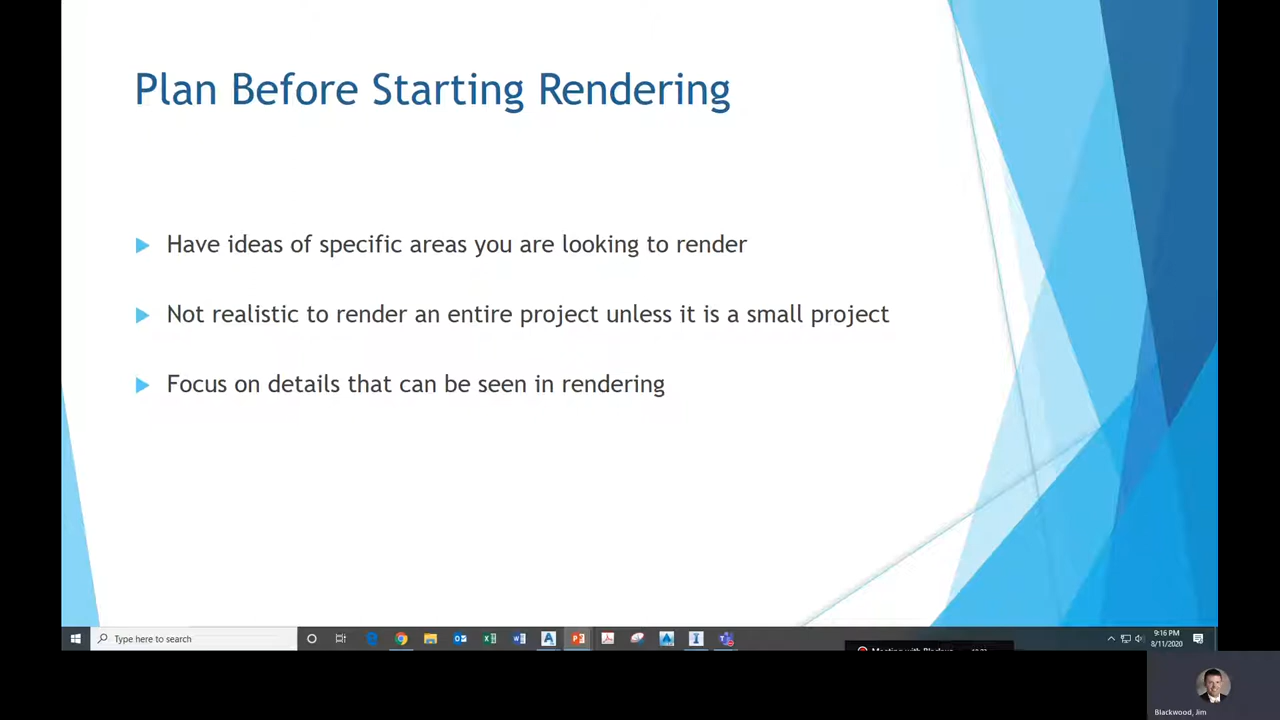 Plan Before Starting Rendering
Have ideas of specific areas you are looking to render
Not realistic to render an entire project unless it is a small project
Focus on details that can be seen in rendering
Type here to search
9:16 PM
8/11/2020
Meeting with
Blackwood, Jim